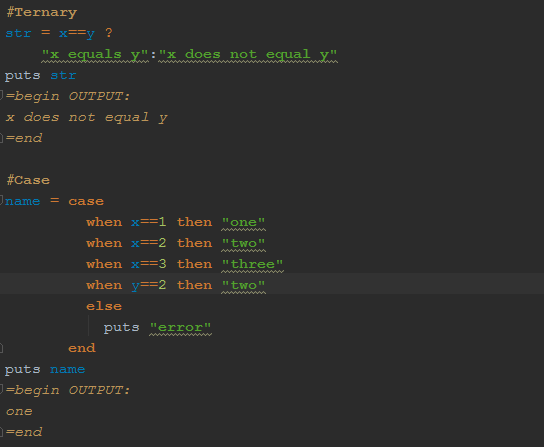 #Ternary
str = x==y ?
"x equals y":"x does not equal y"
puts str
=begin OUTPUT:
x does not equal y
=end
#Case
name = case
when x==1 then "one"
when x==2 then "two"
when x==3 then "three"
when y==2 then "two"
else
puts "error"
end
puts name
=begin OUTPUT:
one
=end